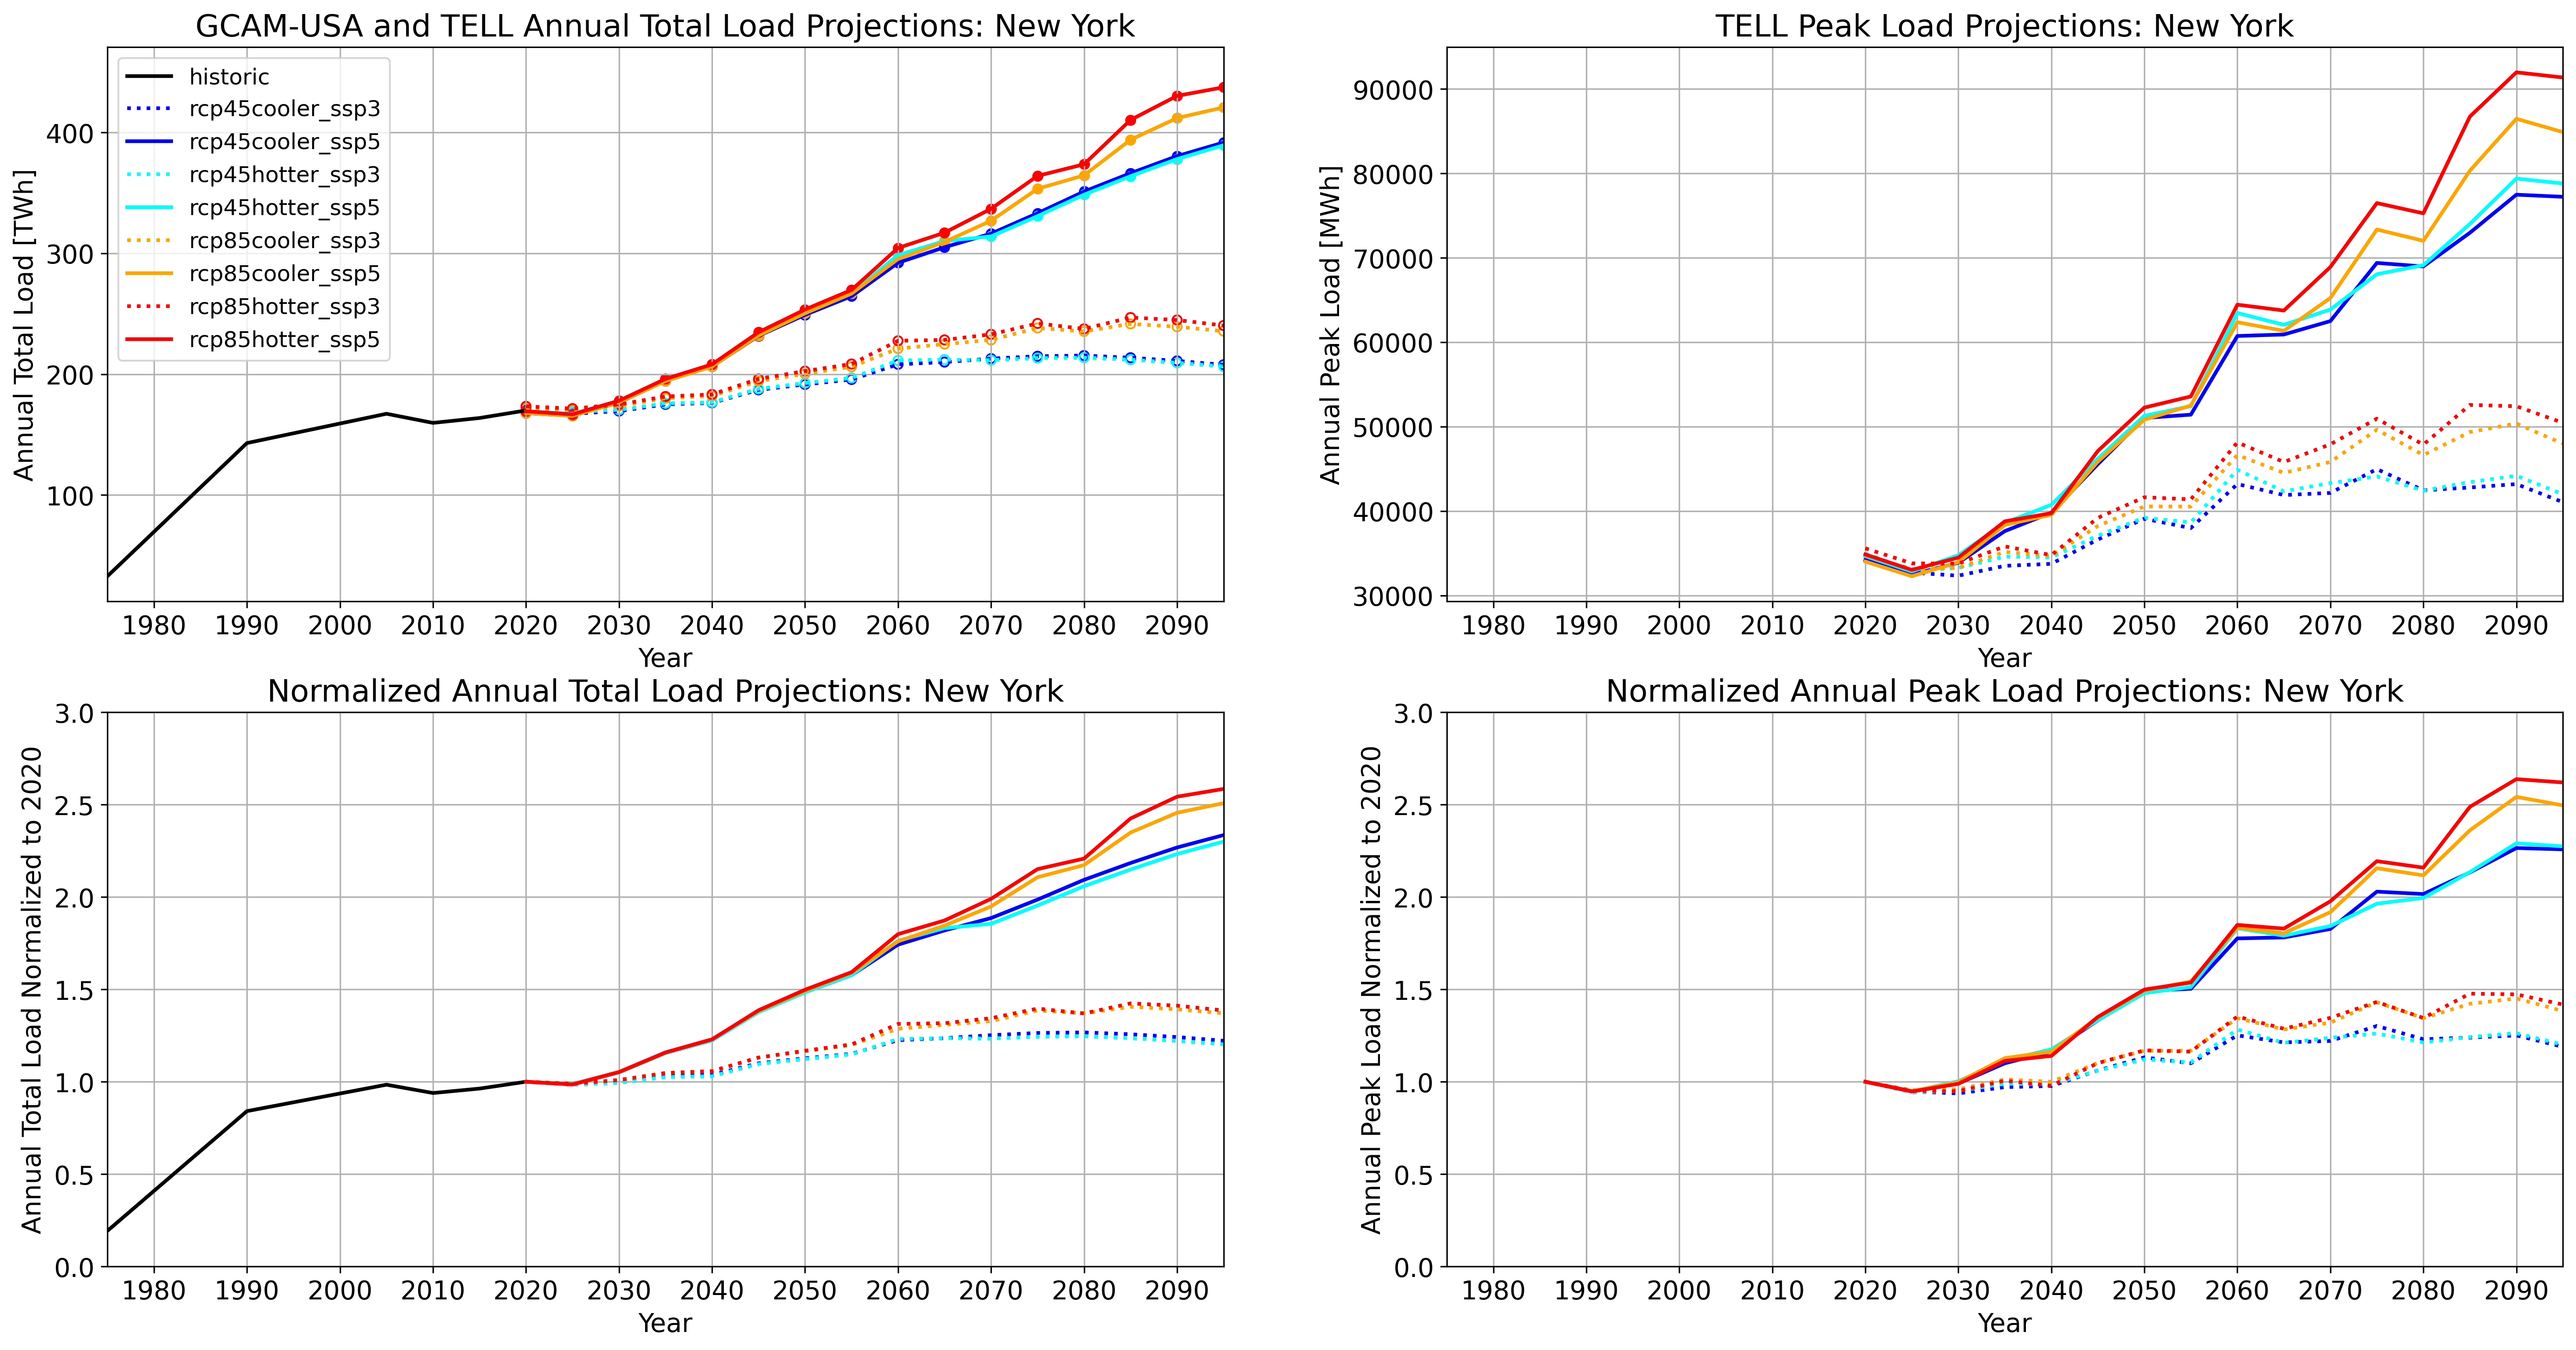 GCAM-USA and TELL Annual Total Load Projections: New York
Annual Total Load [TWh]
400
300
200
100
historic
rcp45cooler_ssp3
rcp45cooler_ssp5
rcp45hotter_ssp3
rcp45hotter_ssp5
rcp85cooler_ssp3
rcp85cooler_ssp5
rcp85hotter_ssp3
rcp85hotter_ssp5
1980 1990 2000 2010 2020 2030 2040 2050 2060 2070 2080 2090
Year
TELL Peak Load Projections: New York
Annual Peak Load [MWh]
90000
80000
70000
60000
50000
40000
30000
1980 1990 2000 2010 2020 2030 2040 2050 2060 2070 2080 2090
Year
Normalized Annual Total Load Projections: New York
Annual Total Load Normalized to 2020
3.0
2.5
2.0
1.5
1.0
0.5
0.0
1980 1990 2000 2010 2020 2030 2040 2050 2060 2070 2080 2090
Year
Normalized Annual Peak Load Projections: New York
Annual Peak Load Normalized to 2020
3.0
2.5
2.0
1.5
1.0
0.5
0.0
1980 1990 2000 2010 2020 2030 2040 2050 2060 2070 2080 2090
Year